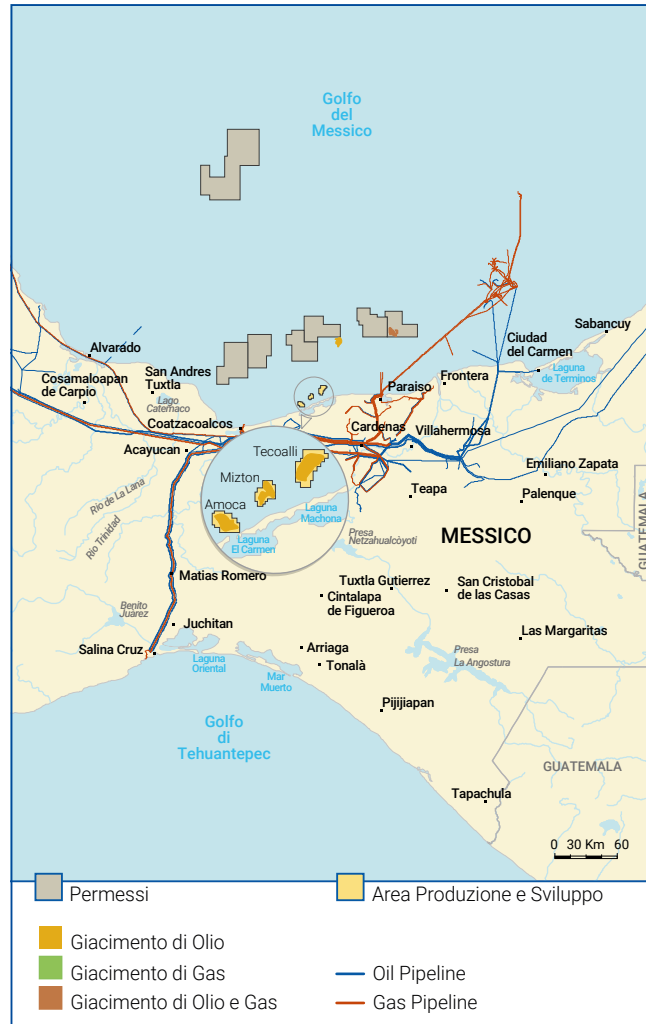 Golfo
del
Messico
Sabancuy
Ciudad
del Carmen
Laguna
de Terminos
Alvarado
San Andres
Tuxtla
Cosamaloapan
de Carpio
Lago
Catemaco
Frontera
Paraiso
Coatzacoalcos
Cardenas
Villahermosa
Acayucan
Tecoalli
Mizton
Amoca
Laguna
Machona
Laguna
El Carmen
Emiliano Zapata
Teapa
Palenque
Rio de La Lana
Rio Trinidad
Presa
Netzahualcòyoti
MESSICO
GUATEMALA
Matias Romero
Tuxtla Gutierrez
Cintalapa
de Figueroa
San Cristobal
de las Casas
Benito
Juàrez
Juchitan
Las Margaritas
Salina Cruz
Arriaga
Tonalà
Laguna
Oriental
Mar
Muerto
Presa
La Angostura
Pijijiapan
Golfo
di
Tehuantepec
GUATEMALA
Tapachula
0 30 Km 60
Permessi
Area Produzione e Sviluppo
Giacimento di Olio
Giacimento di Gas
Oil Pipeline
Giacimento di Olio e Gas
Gas Pipeline